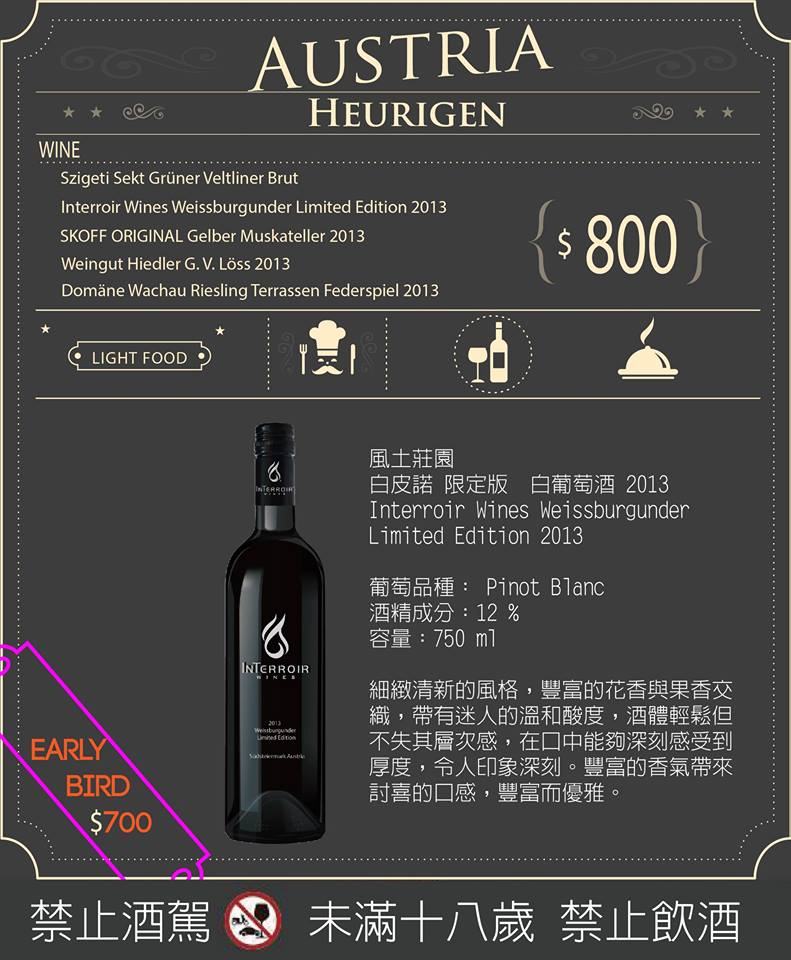 AUSTRIA
HEURIGEN
WINE
Szigeti Sekt Grüner Veltliner Brut
Interroir Wines Weissburgunder Limited Edition 2013
SKOFF ORIGINAL Gelber Muskateller 2013
Weingut Hiedler G. V. Löss 2013
Domäne Wachau Riesling Terrassen Federspiel 2013
$ 800
LIGHT FOOD
INTERROIR
WINES
INTERROIR
WINES
2013
Weissburgunder
Limited Edition
Südsteiermark Austria
風土莊園
白皮諾 限定版 白葡萄酒 2013
Interroir Wines Weissburgunder
Limited Edition 2013
葡萄品種： Pinot Blanc
酒精成分：12 %
容量：750 ml
細緻清新的風格，豐富的花香與果香交
織，帶有迷人的溫和酸度，酒體輕鬆但
不失其層次感，在口中能夠深刻感受到
厚度，令人印象深刻。豐富的香氣帶來
討喜的口感，豐富而優雅。
EARLY
BIRD
$700
禁止酒駕 未滿十八歲 禁止飲酒